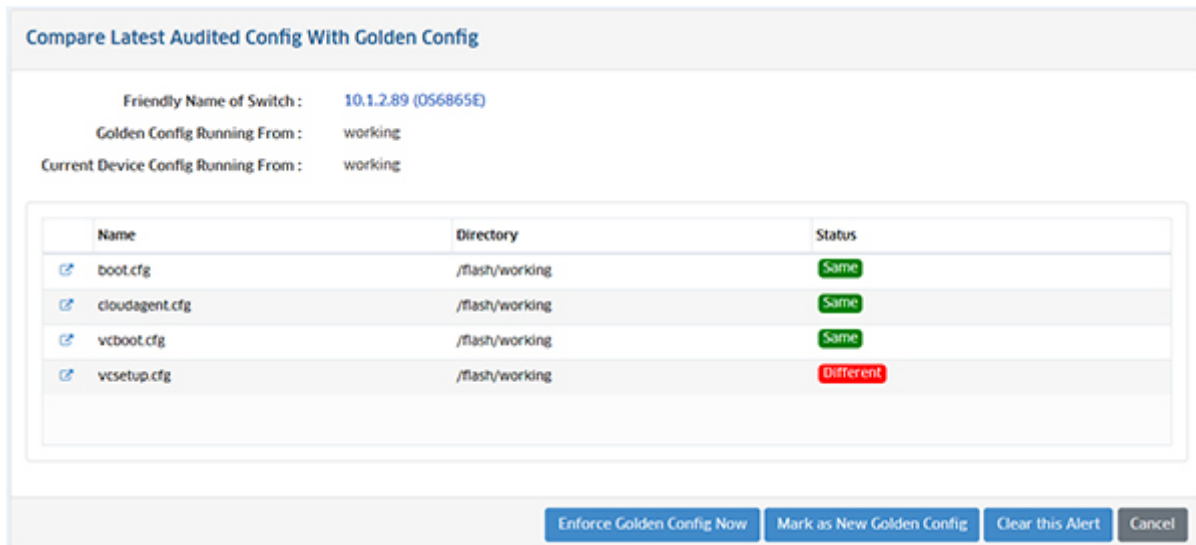 Compare Latest Audited Config With Golden Config
Friendly Name of Switch : 10.1.2.89 (OS6865E)
Golden Config Running From : working
Current Device Config Running From : working
Name Directory Status
boot.cfg /flash/working Same
cloudagent.cfg /flash/working Same
vcboot.cfg /flash/working Same
vcsetup.cfg /flash/working Different
Enforce Golden Config Now Mark as New Golden Config Clear this Alert Cancel